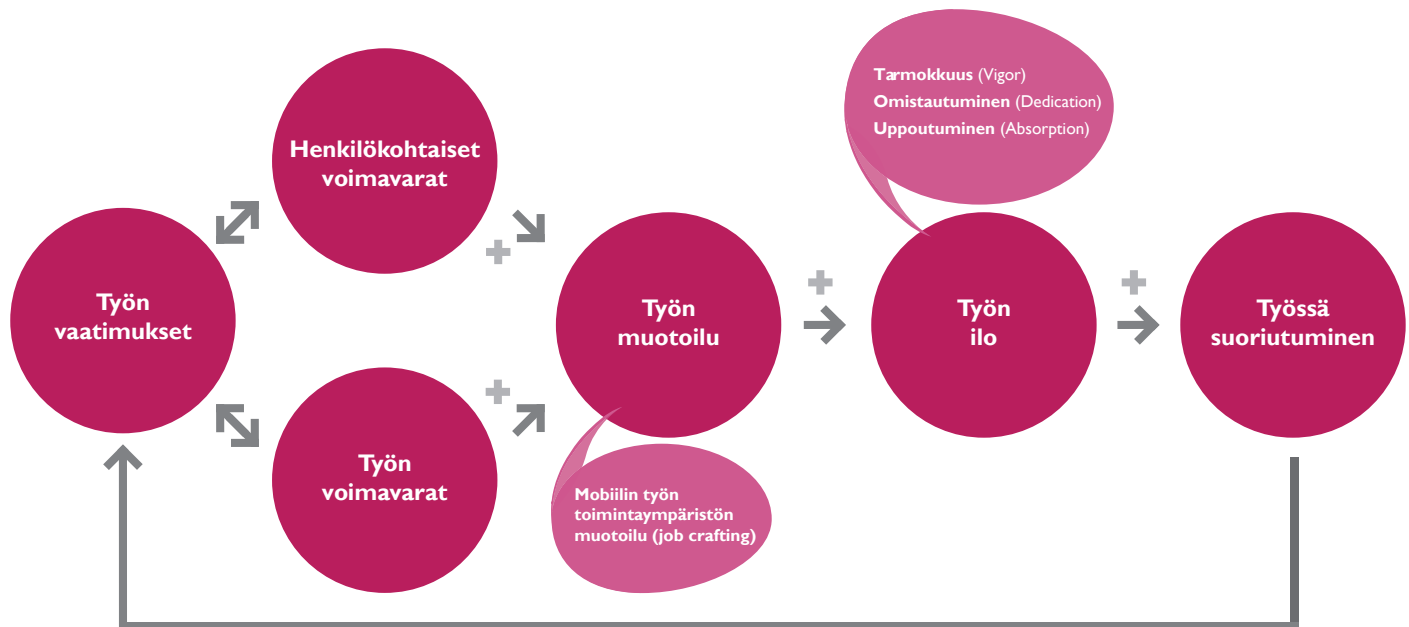 Tarmokkuus (Vigor)
Omistautuminen (Dedication)
Uppoutuminen (Absorption)
Henkilökohtaiset
voimavarat
Työn
vaatimukset
Työn
muotoilu
Työn
ilo
Työssä
suoriutuminen
Työn
voimavarat
Mobiilin työn
toimintaympäristön
muotoilu (job crafting)